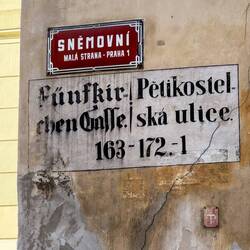 SNĚMOVNÍ
MALÁ STRANA - PRAHA 1
Fünfkir- Pětikostel-
chen Gasse. ská ulice.
163-172.-1